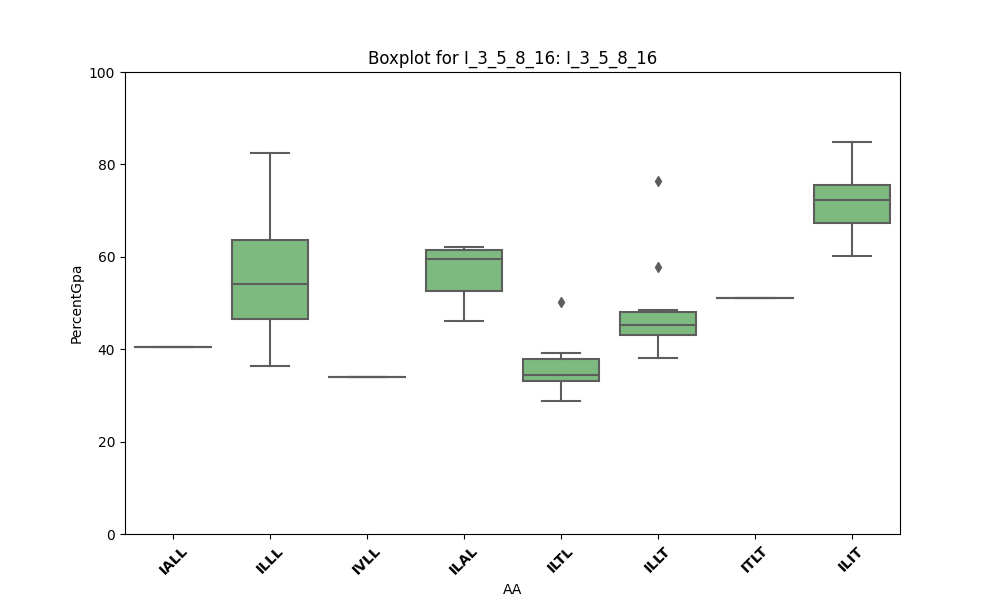 Boxplot for I_3_5_8_16: I_3_5_8_16
100
80
60
40
20
0
PercentGpa
IALL
ILLL
IVLL
ILAL
ILTL
ILLT
ITLT
ILIT
AA